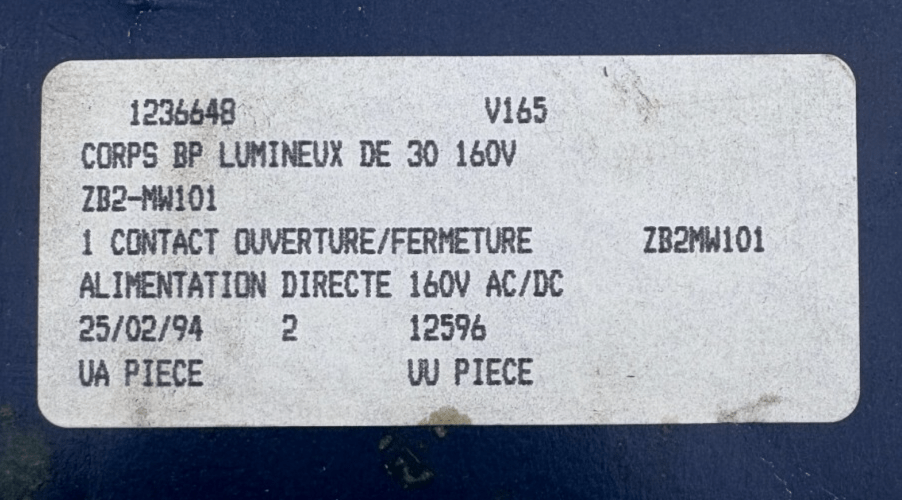 1236648 V165
CORPS BP LUMINEUX DE 30 160V
ZB2-MW101
1 CONTACT OUVERTURE/FERMETURE ZB2MW101
ALIMENTATION DIRECTE 160V AC/DC
25/02/94 2 12596
UA PIECE UU PIECE